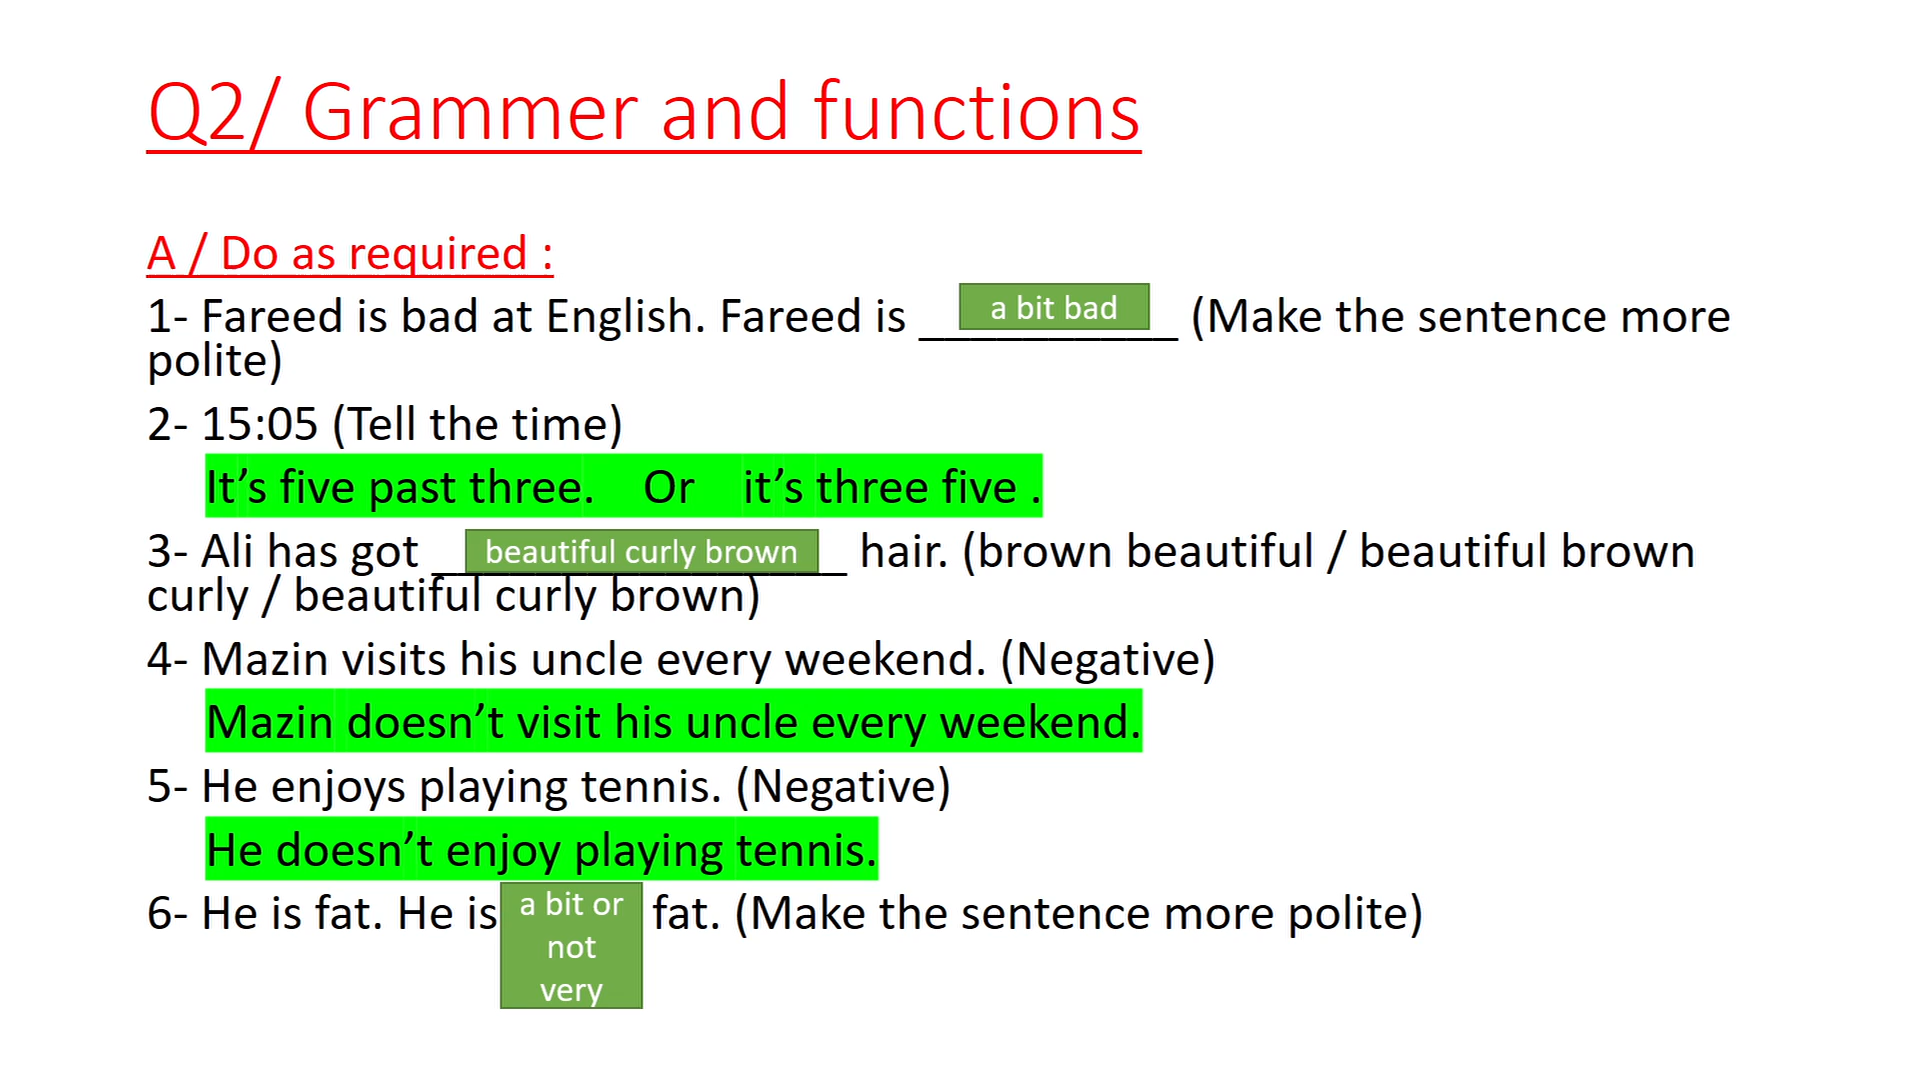 Q2/ Grammer and functions
A / Do as required :
1- Fareed is bad at English. Fareed is __________ (Make the sentence more
a bit bad
polite)
2- 15:05 (Tell the time)
It’s five past three. Or it’s three five .
3- Ali has got ________________ hair. (brown beautiful / beautiful brown
beautiful curly brown
curly / beautiful curly brown)
4- Mazin visits his uncle every weekend. (Negative)
Mazin doesn’t visit his uncle every weekend.
5- He enjoys playing tennis. (Negative)
He doesn’t enjoy playing tennis.
6- He is fat. He is fat. (Make the sentence more polite)
a bit or
not
very